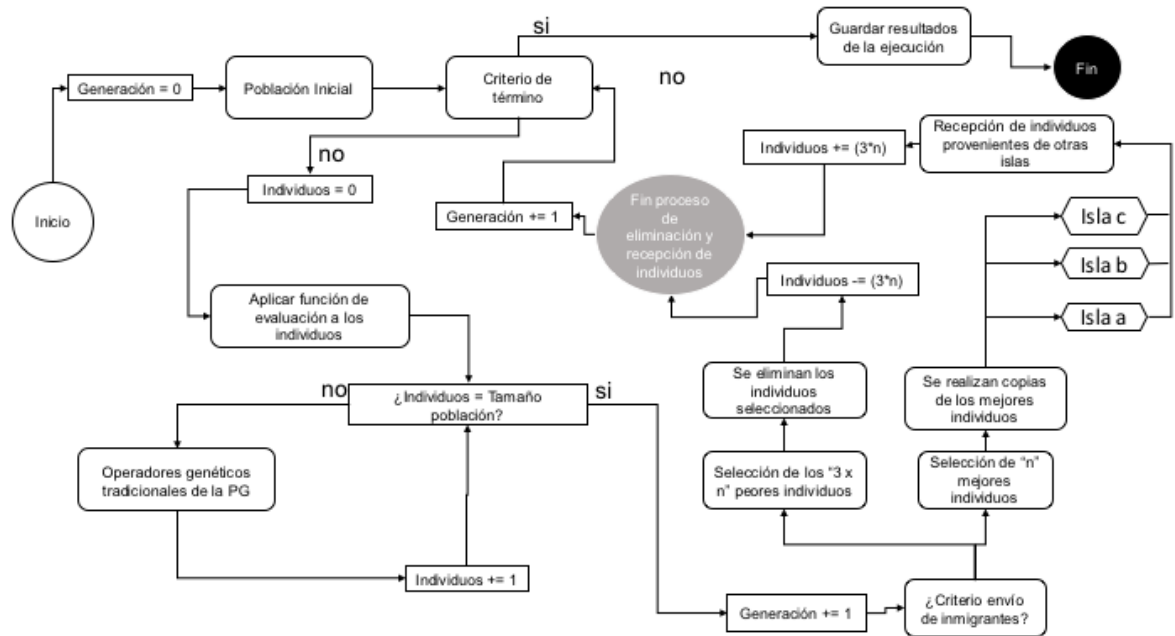 si
Guardar resultados
de la ejecución
Fin
no
Generación = 0
Población Inicial
Criterio de
término
Inicio
no
Individuos = 0
Individuos += (3*n)
Recepción de individuos
provenientes de otras
islas
Generación += 1
Fin proceso
de
eliminación y
recepción de
individuos
Isla c
Isla b
Isla a
Individuos -= (3*n)
Aplicar función de
evaluación a los
individuos
no
¿Individuos = Tamaño
población?
si
Se eliminan los
individuos
seleccionados
Se realizan copias
de los mejores
individuos
Operadores genéticos
tradicionales de la PG
Selección de los “3 x
n” peores individuos
Selección de “n”
mejores
individuos
Individuos += 1
Generación += 1
¿Criterio envío
de inmigrantes?